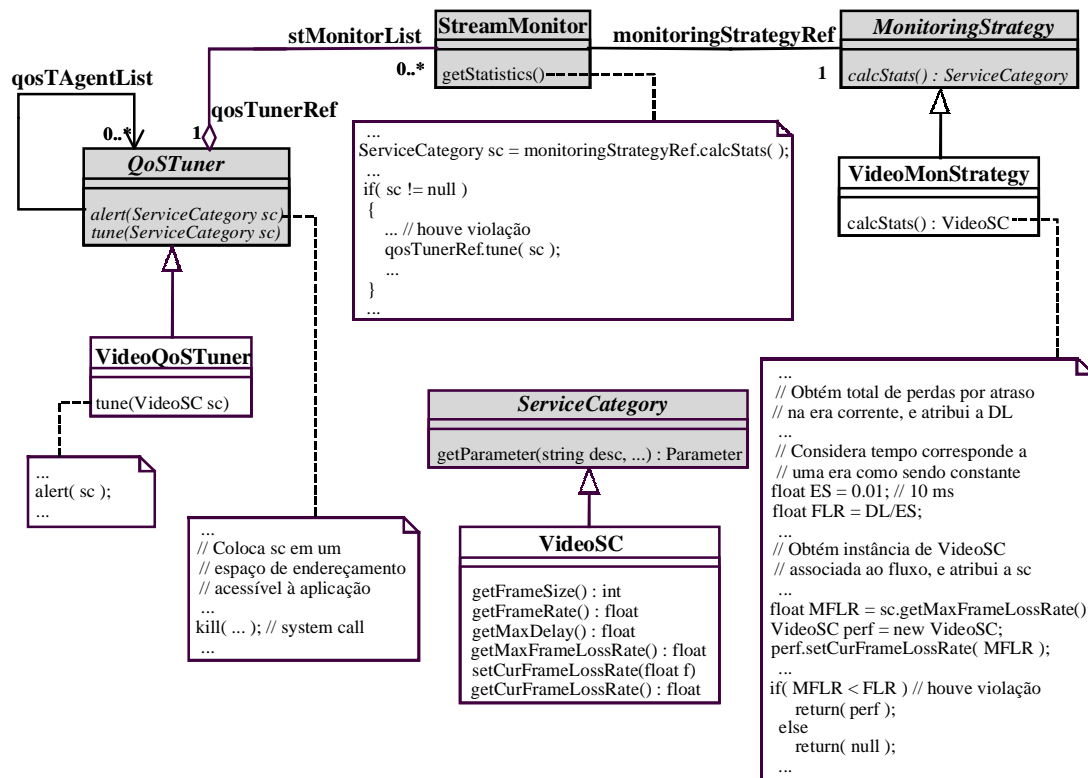 stMonitorList
StreamMonitor
0..*
getStatistics()
monitoringStrategyRef
1
MonitoringStrategy
calcStats() : ServiceCategory
qosTAgentList
0..*
qosTunerRef
1
QoSTuner
alert(ServiceCategory sc)
tune(ServiceCategory sc)
...
ServiceCategory sc = monitoringStrategyRef.calcStats( );
...
if( sc != null )
{
... // houve violação
qosTunerRef.tune( sc );
...
}
...
VideoMonStrategy
calcStats() : VideoSC
VideoQoSTuner
tune(VideoSC sc)
...
alert( sc );
...
...
// Coloca sc em um
// espaço de endereçamento
// acessível à aplicação
...
kill( ... ); // system call
...
ServiceCategory
getParameter(string desc, ...) : Parameter
VideoSC
getFrameSize() : int
getFrameRate() : float
getMaxDelay() : float
getMaxFrameLossRate() : float
setCurFrameLossRate(float f)
getCurFrameLossRate() : float
...
// Obtém total de perdas por atraso
// na era corrente, e atribui a DL
...
// Considera tempo corresponde a
// uma era como sendo constante
float ES = 0.01; // 10 ms
float FLR = DL/ES;
...
// Obtém instância de VideoSC
// associada ao fluxo, e atribui a sc
...
float MFLR = sc.getMaxFrameLossRate()
VideoSC perf = new VideoSC;
perf.setCurFrameLossRate( MFLR );
...
if( MFLR < FLR ) // houve violação
return( perf );
else
return( null );
...